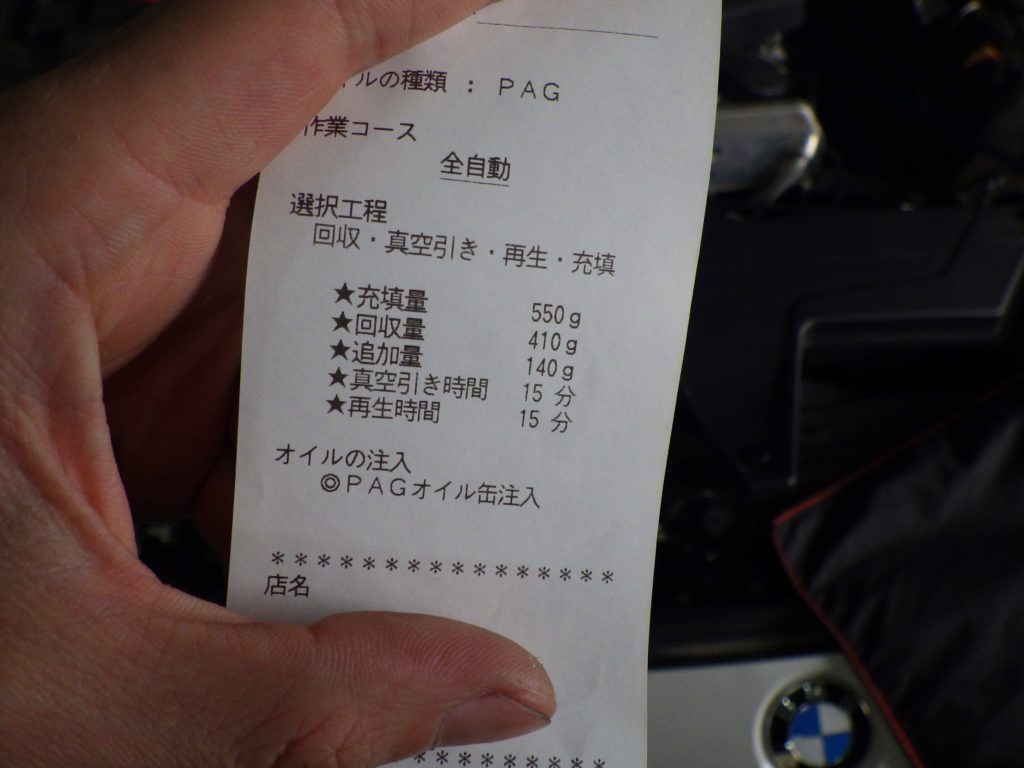 イルの種類 : PAG
作業コース
全自動
選択工程
回収・真空引き・再生・充填
★充填量 550g
★回収量 410g
★追加量 140g
★真空引き時間 15 分
★再生時間 15 分
オイルの注入
◎PAGオイル缶注入
****************
店名
*********